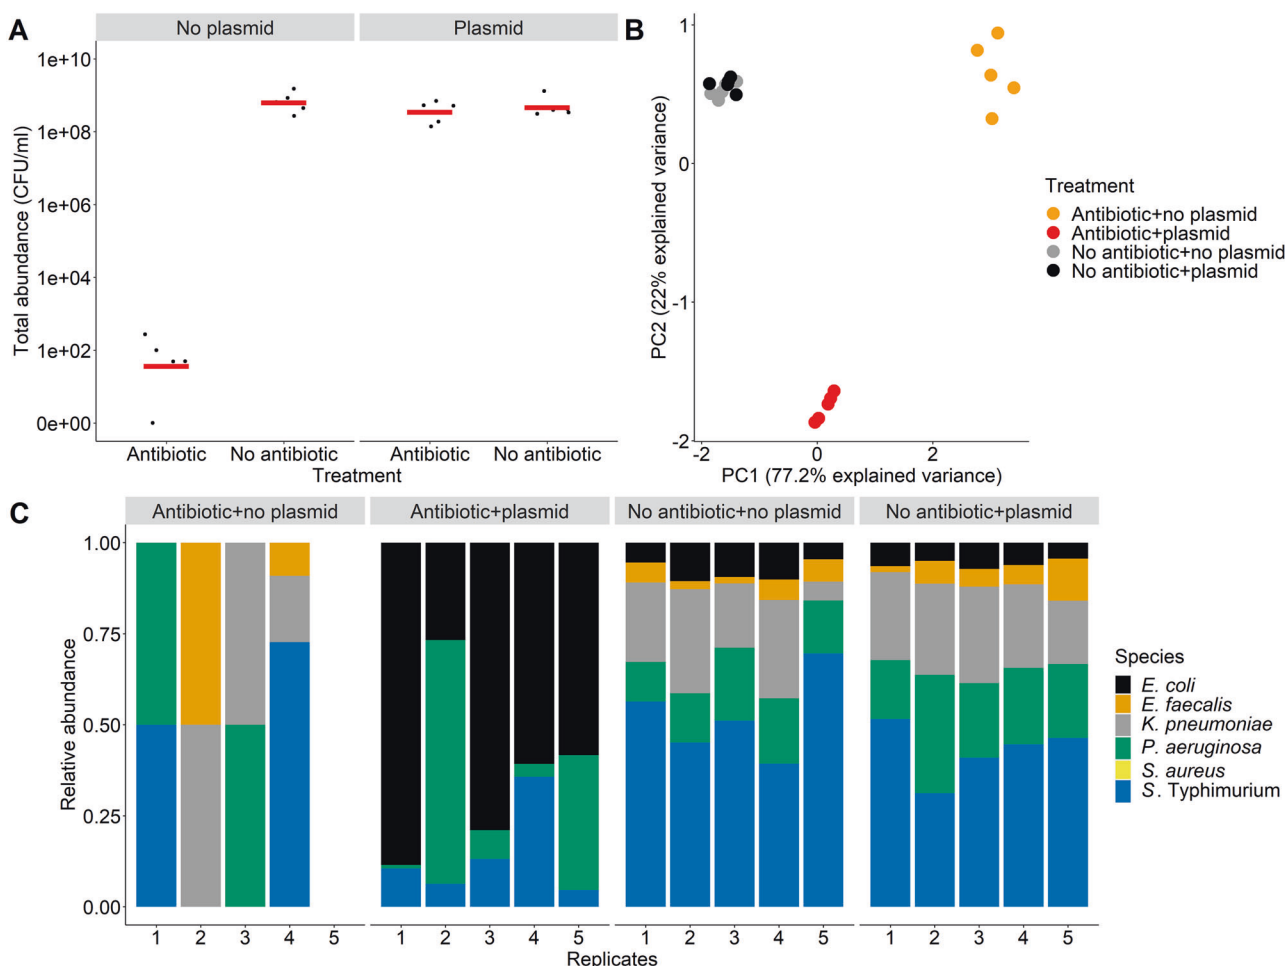 A
No plasmid
Plasmid
1e+10
1e+08
1e+06
1e+04
1e+02
0e+00
Total abundance (CFU/ml)
Antibiotic
No antibiotic
Antibiotic
No antibiotic
Treatment
B
1
0
-1
-2
PC2 (22% explained variance)
-2
0
2
PC1 (77.2% explained variance)
Treatment
Antibiotic+no plasmid
Antibiotic+plasmid
No antibiotic+no plasmid
No antibiotic+plasmid
C
Antibiotic+no plasmid
Antibiotic+plasmid
No antibiotic+no plasmid
No antibiotic+plasmid
1.00
0.75
0.50
0.25
0.00
Relative abundance
1 2 3 4 5
1 2 3 4 5
1 2 3 4 5
1 2 3 4 5
Replicates
Species
E. coli
E. faecalis
K. pneumoniae
P. aeruginosa
S. aureus
S. Typhimurium